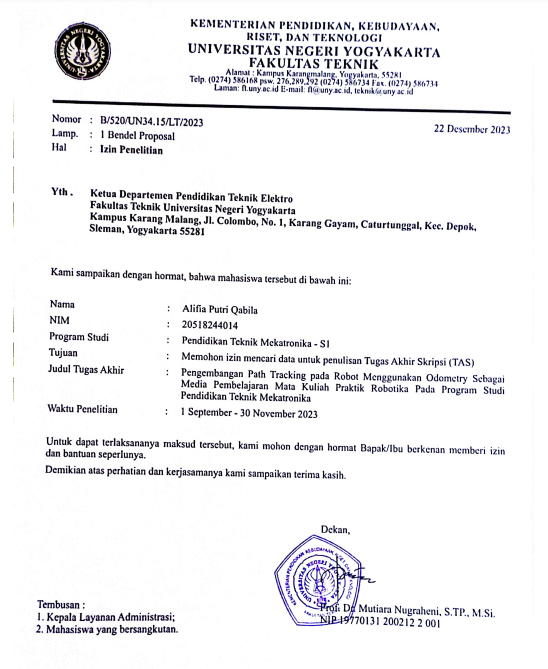 KEMENTERIAN PENDIDIKAN, KEBUDAYAAN,
RISET, DAN TEKNOLOGI
UNIVERSITAS NEGERI YOGYAKARTA
FAKULTAS TEKNIK
Alamat : Kampus Karangmalang, Yogyakarta, 55281
Telp. (0274) 586168 psw. 276,289,292 (0274) 586734 Fax. (0274) 586734
Laman: ft.uny.ac.id E-mail: ft@uny.ac.id, teknik@uny.ac.id
Nomor : B/520/UN34.15/LT/2023
22 Desember 2023
Lamp. : 1 Bendel Proposal
Hal : Izin Penelitian
Yth . Ketua Departemen Pendidikan Teknik Elektro
Fakultas Teknik Universitas Negeri Yogyakarta
Kampus Karang Malang, Jl. Colombo, No. 1, Karang Gayam, Caturtunggal, Kec. Depok,
Sleman, Yogyakarta 55281
Kami sampaikan dengan hormat, bahwa mahasiswa tersebut di bawah ini:
Nama : Alifia Putri Qabila
NIM : 20518244014
Program Studi : Pendidikan Teknik Mekatronika - S1
Tujuan : Memohon izin mencari data untuk penulisan Tugas Akhir Skripsi (TAS)
Judul Tugas Akhir : Pengembangan Path Tracking pada Robot Menggunakan Odometry Sebagai
Media Pembelajaran Mata Kuliah Praktik Robotika Pada Program Studi
Pendidikan Teknik Mekatronika
Waktu Penelitian : 1 September - 30 November 2023
Untuk dapat terlaksananya maksud tersebut, kami mohon dengan hormat Bapak/Ibu berkenan memberi izin
dan bantuan seperlunya.
Demikian atas perhatian dan kerjasamanya kami sampaikan terima kasih.
Dekan,
Prof. Dr. Mutiara Nugraheni, S.TP., M.Si.
NIP 19770131 200212 2 001
Tembusan :
1. Kepala Layanan Administrasi;
2. Mahasiswa yang bersangkutan.